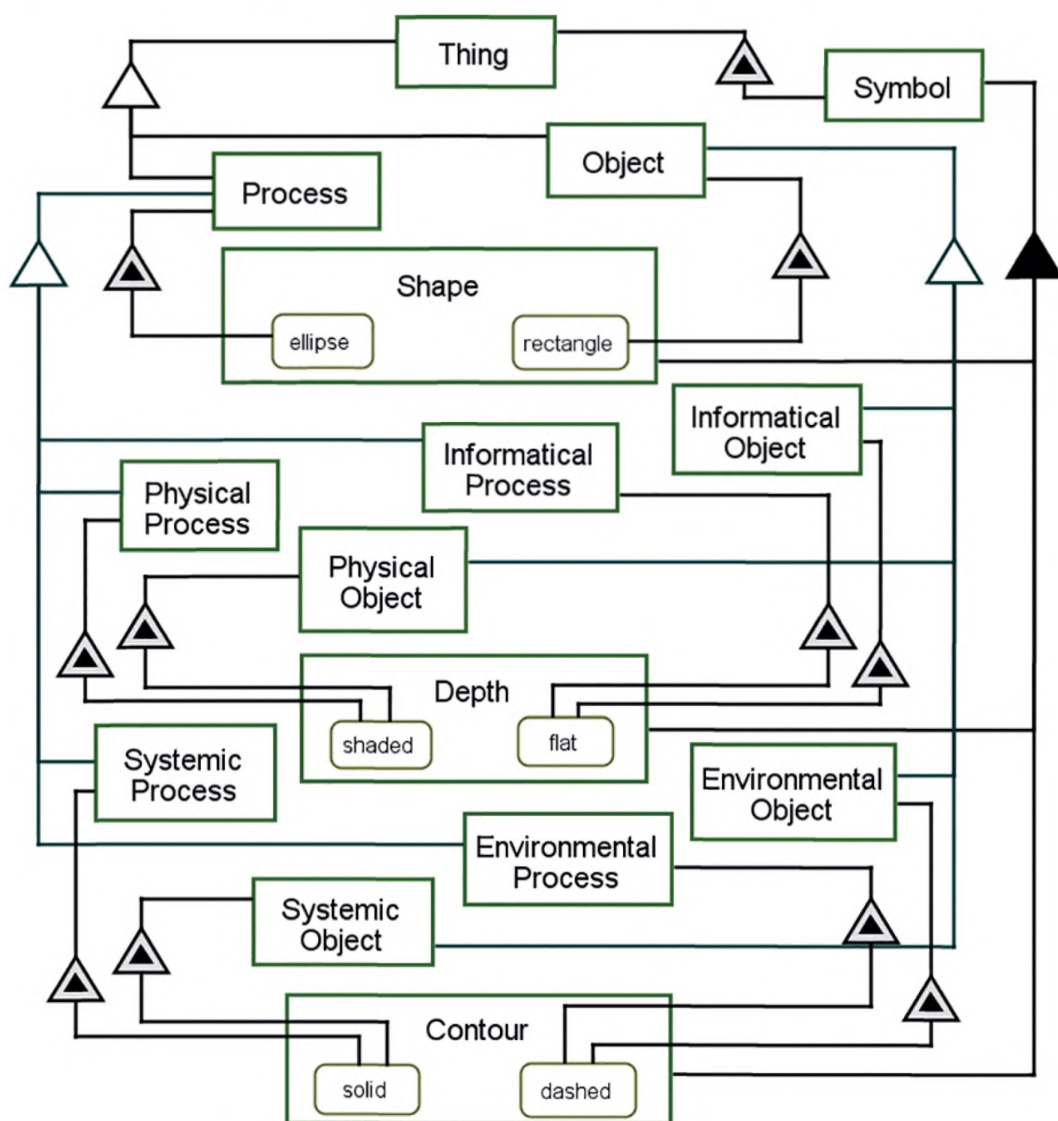 Thing
Symbol
Object
Process
Shape
ellipse
rectangle
Informatical
Object
Informatical
Process
Physical
Process
Physical
Object
Depth
shaded
flat
Systemic
Process
Environmental
Object
Environmental
Process
Systemic
Object
Contour
solid
dashed